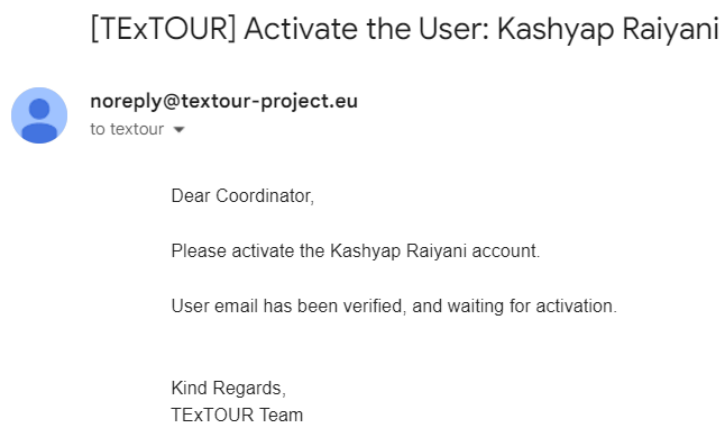 [TExTOUR] Activate the User: Kashyap Raiyani
noreply@textour-project.eu
to textour
Dear Coordinator,
Please activate the Kashyap Raiyani account.
User email has been verified, and waiting for activation.
Kind Regards,
TExTOUR Team